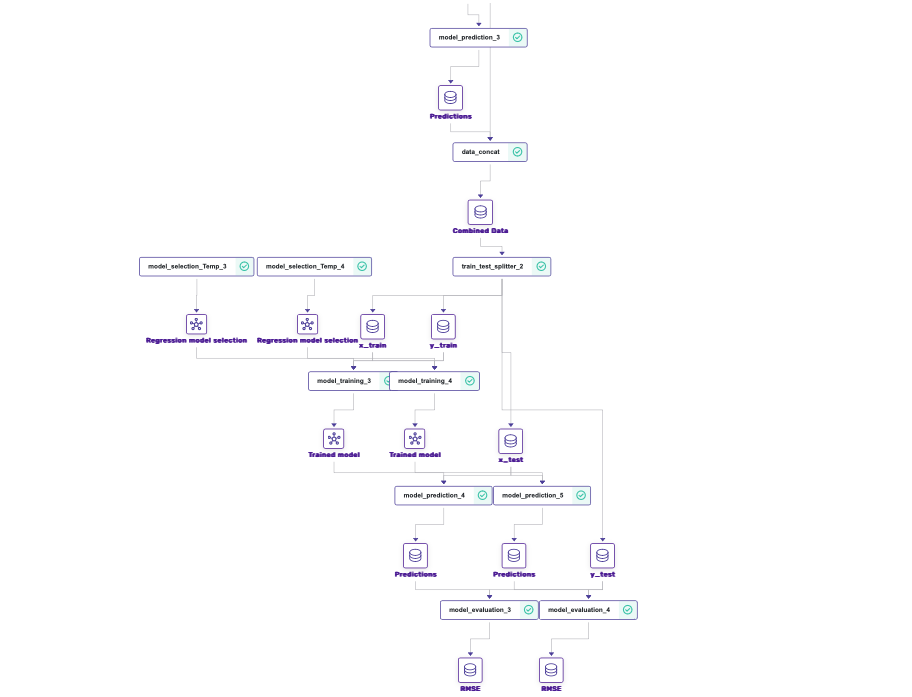 model_prediction_3
Predictions
data_concat
Combined Data
model_selection_Temp_3
model_selection_Temp_4
train_test_splitter_2
Regression model selection
Regression model selection
x_train
y_train
model_training_3
model_training_4
Trained model
Trained model
x_test
model_prediction_4
model_prediction_5
Predictions
Predictions
y_test
model_evaluation_3
model_evaluation_4
RMSE
RMSE